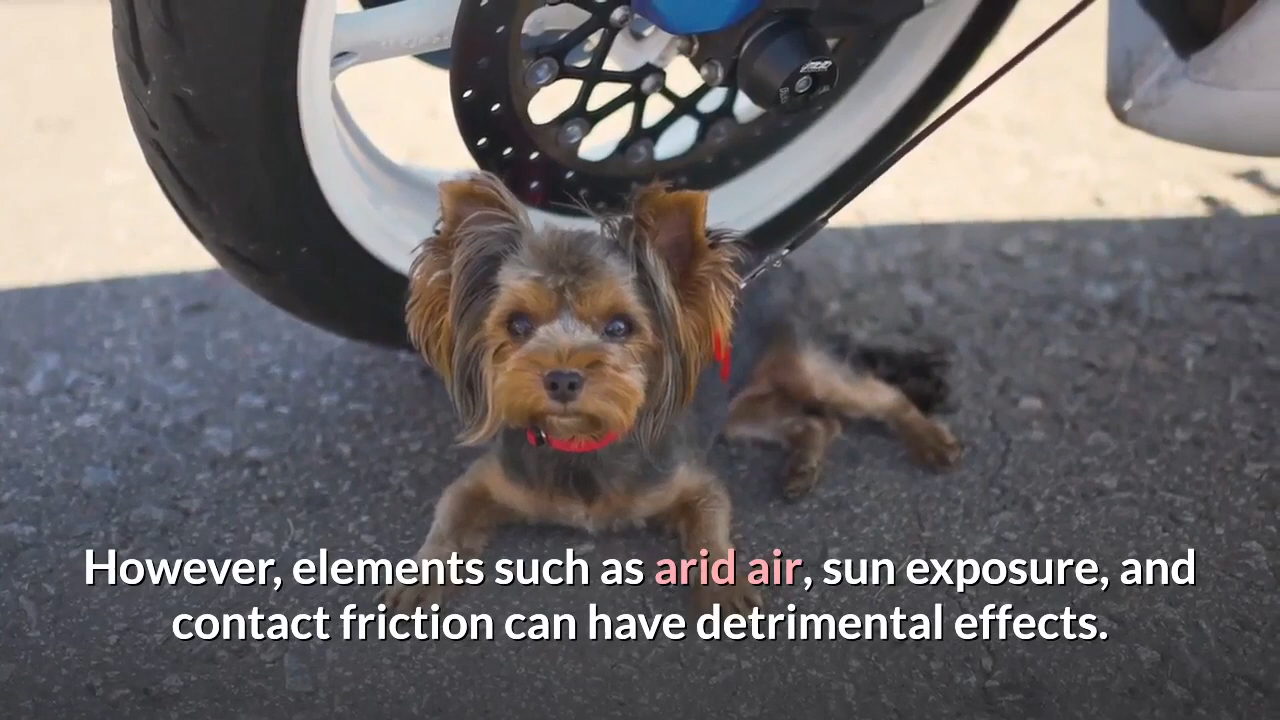 However, elements such as arid air, sun exposure, and
contact friction can have detrimental effects.